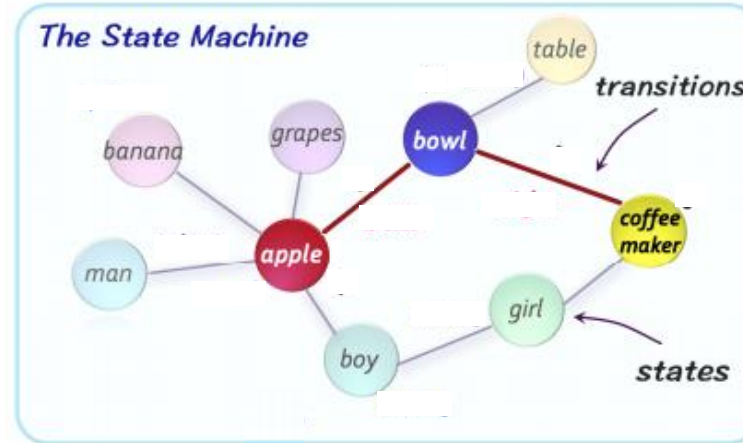 The State Machine
table
transitions
banana
grapes
bowl
coffee
maker
apple
man
girl
boy
states